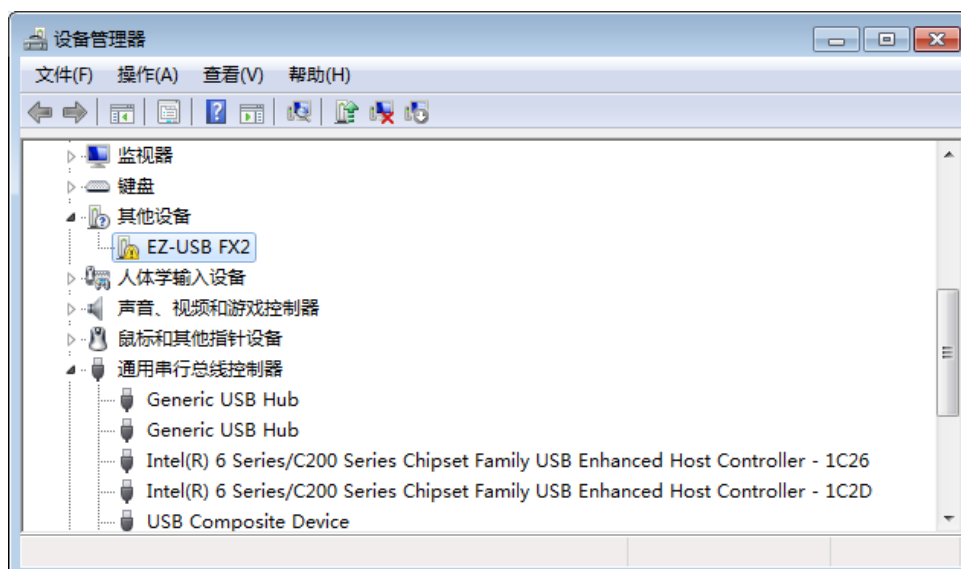 设备管理器
文件(F) 操作(A) 查看(V) 帮助(H)
监视器
键盘
其他设备
EZ-USB FX2
人体学输入设备
声音、视频和游戏控制器
鼠标和其他指针设备
通用串行总线控制器
Generic USB Hub
Generic USB Hub
Intel(R) 6 Series/C200 Series Chipset Family USB Enhanced Host Controller - 1C26
Intel(R) 6 Series/C200 Series Chipset Family USB Enhanced Host Controller - 1C2D
USB Composite Device